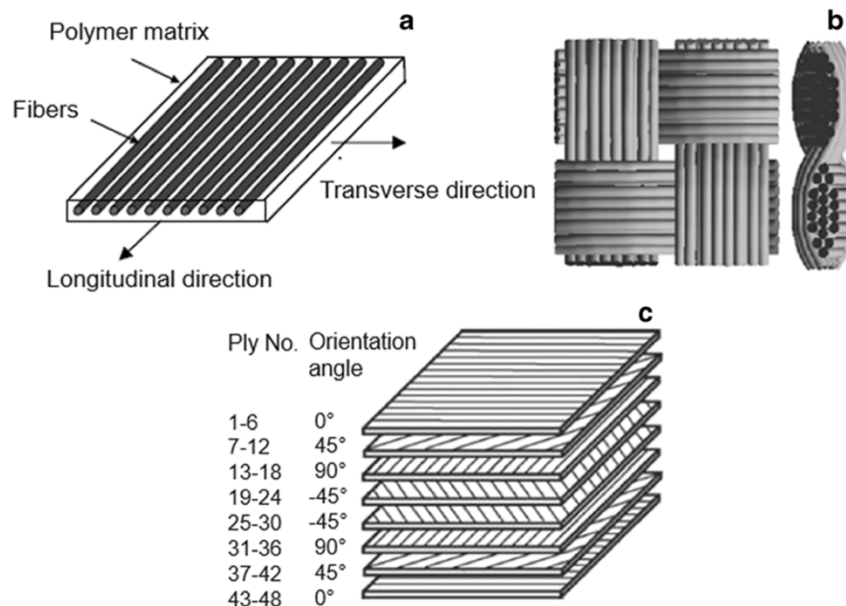 a
Polymer matrix
Fibers
Transverse direction
Longitudinal direction
b
c
Ply No. Orientation
angle
1-6 0°
7-12 45°
13-18 90°
19-24 -45°
25-30 -45°
31-36 90°
37-42 45°
43-48 0°